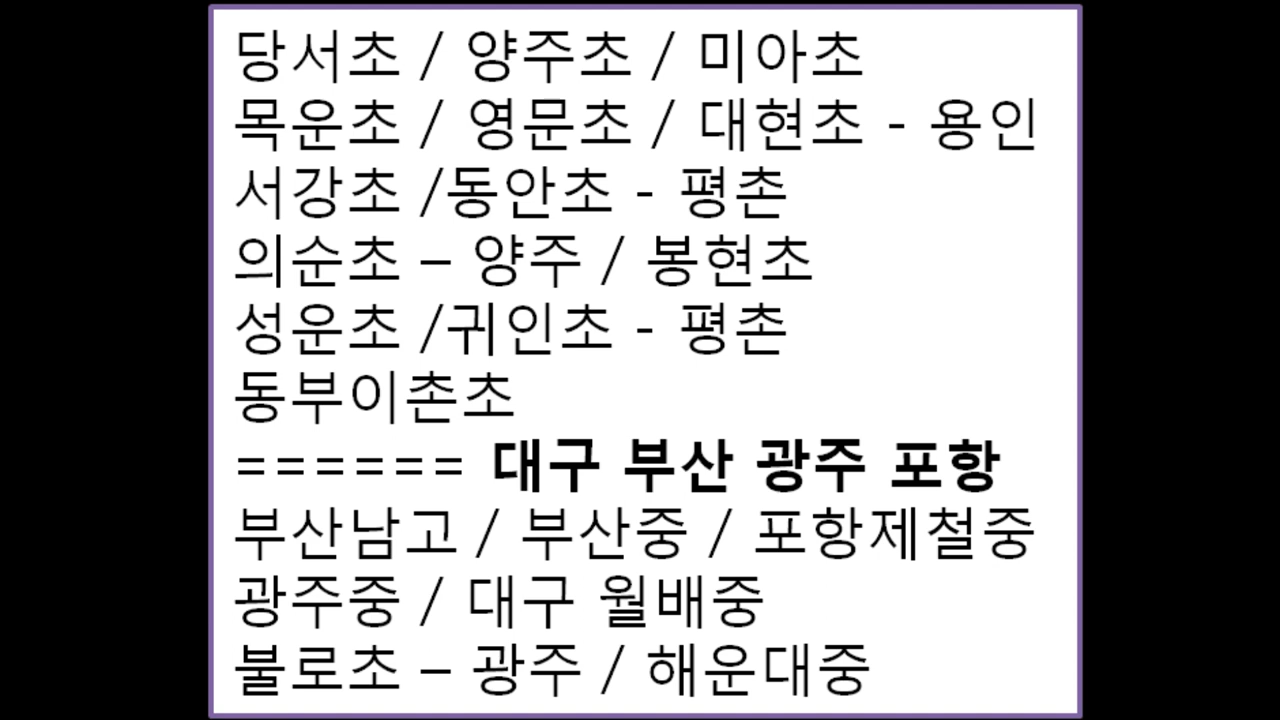 당서초 / 양주초 / 미아초
목운초 / 영문초 / 대현초 - 용인
서강초 /동안초 - 평촌
의순초 – 양주 / 봉현초
성운초 /귀인초 - 평촌
동부이촌초
====== 대구 부산 광주 포항
부산남고 / 부산중 / 포항제철중
광주중 / 대구 월배중
불로초 – 광주 / 해운대중